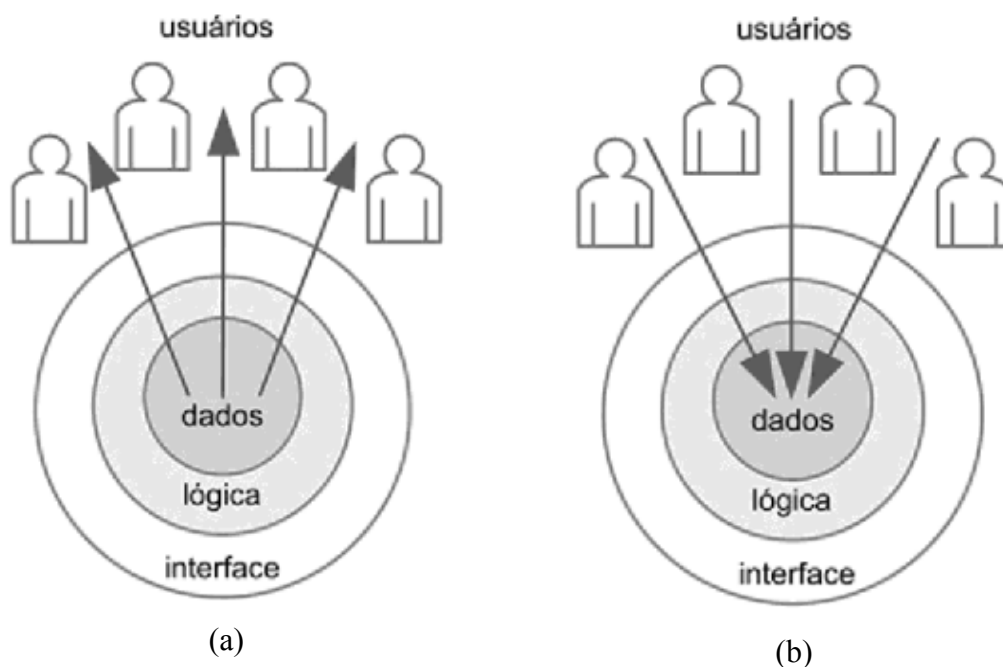 usuários
dados
lógica
interface
(a)
usuários
dados
lógica
interface
(b)